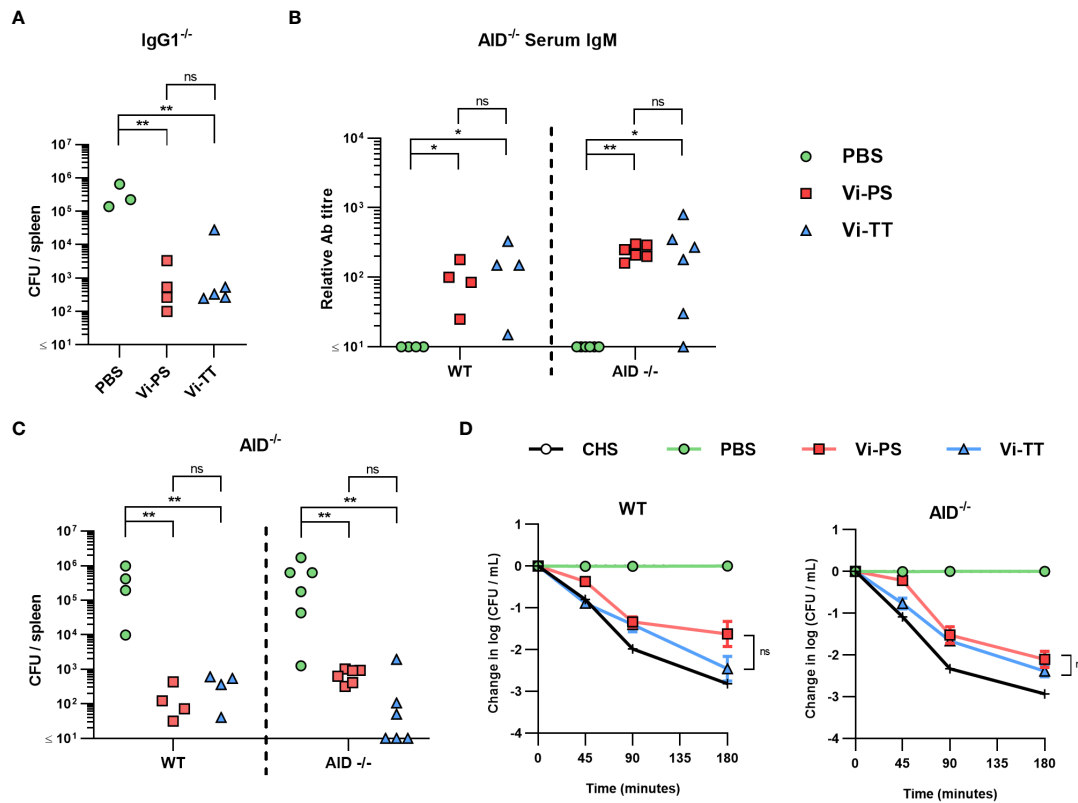 A
IgG1-/-
ns
**
**
CFU / spleen
10^7
10^6
10^5
10^4
10^3
10^2
≤ 10^1
PBS
Vi-PS
Vi-TT
B
AID-/- Serum IgM
ns
*
*
ns
*
**
Relative Ab titre
10^4
10^3
10^2
≤ 10^1
WT
AID -/-
PBS
Vi-PS
Vi-TT
C
AID-/-
ns
**
**
ns
**
**
CFU / spleen
10^7
10^6
10^5
10^4
10^3
10^2
≤ 10^1
WT
AID -/-
D
CHS
PBS
Vi-PS
Vi-TT
WT
Change in log (CFU / mL)
1
0
-1
-2
-3
-4
0 45 90 135 180
Time (minutes)
ns
AID-/-
Change in log (CFU / mL)
1
0
-1
-2
-3
-4
0 45 90 135 180
Time (minutes)